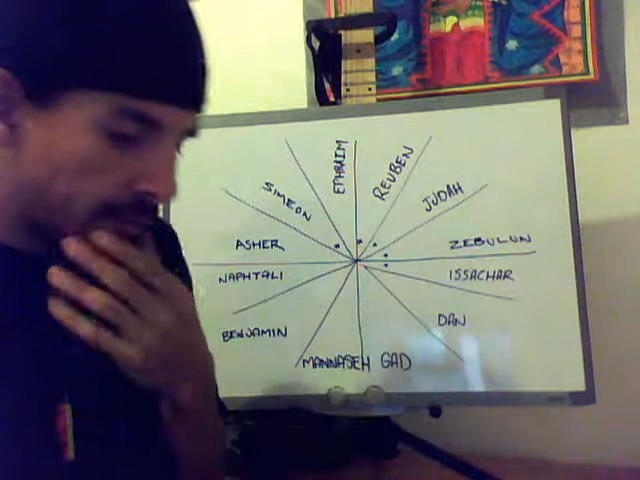 EPHRAIM
REUBEN
SIMEON
JUDAH
ASHER
ZEBULUN
NAPHTALI
ISSACHAR
BENJAMIN
DAN
MANNASEH GAD